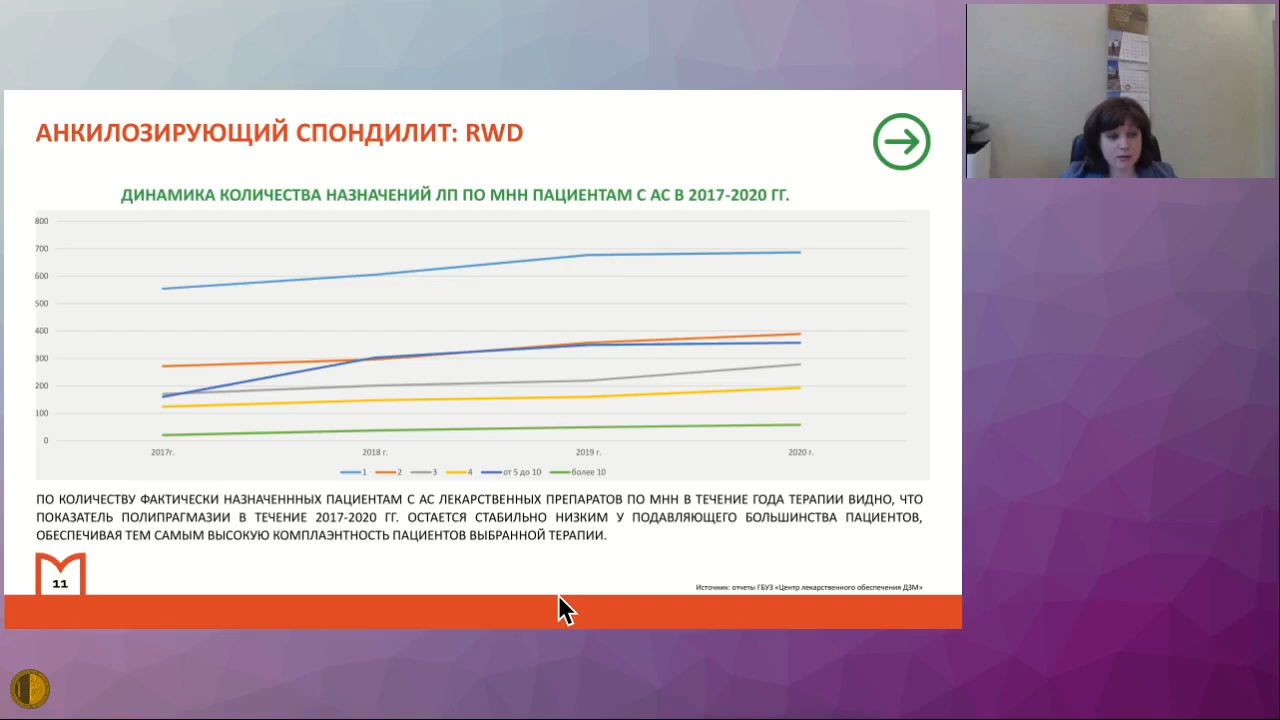 АНКИЛОЗИРУЮЩИЙ СПОНДИЛИТ: RWD
ДИНАМИКА КОЛИЧЕСТВА НАЗНАЧЕНИЙ ЛП ПО МНН ПАЦИЕНТАМ С АС В 2017-2020 ГГ.
800
700
600
500
400
300
200
100
0
2017г. 2018 г. 2019 г. 2020 г.
1 2 3 4 от 5 до 10 более 10
ПО КОЛИЧЕСТВУ ФАКТИЧЕСКИ НАЗНАЧЕНННЫХ ПАЦИЕНТАМ С АС ЛЕКАРСТВЕННЫХ ПРЕПАРАТОВ ПО МНН В ТЕЧЕНИЕ ГОДА ТЕРАПИИ ВИДНО, ЧТО
ПОКАЗАТЕЛЬ ПОЛИПРАГМАЗИИ В ТЕЧЕНИЕ 2017-2020 ГГ. ОСТАЕТСЯ СТАБИЛЬНО НИЗКИМ У ПОДАВЛЯЮЩЕГО БОЛЬШИНСТВА ПАЦИЕНТОВ,
ОБЕСПЕЧИВАЯ ТЕМ САМЫМ ВЫСОКУЮ КОМПЛАЭНТНОСТЬ ПАЦИЕНТОВ ВЫБРАННОЙ ТЕРАПИИ.
11
Источник: отчеты ГБУЗ «Центр лекарственного обеспечения ДЗМ»